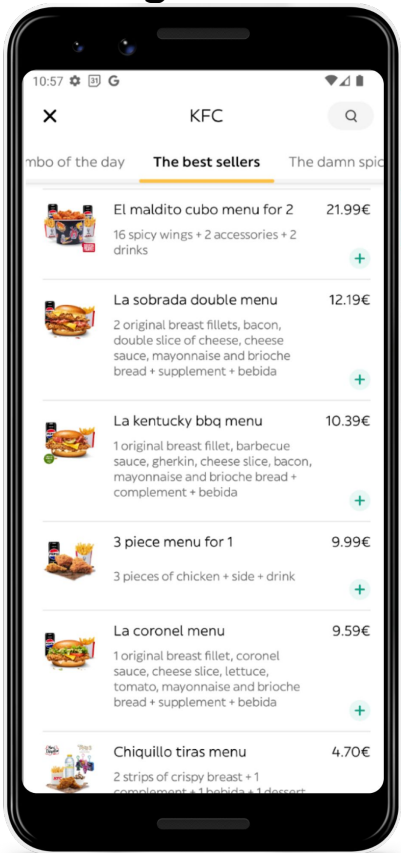 10:57 31 G
KFC
mbo of the day The best sellers The damn spic
El maldito cubo menu for 2 21.99€
16 spicy wings + 2 accessories + 2
drinks
+
La sobrada double menu 12.19€
2 original breast fillets, bacon,
double slice of cheese, cheese
sauce, mayonnaise and brioche
bread + supplement + bebida
+
La kentucky bbq menu 10.39€
1 original breast fillet, barbecue
sauce, gherkin, cheese slice, bacon,
mayonnaise and brioche bread +
complement + bebida
+
3 piece menu for 1 9.99€
3 pieces of chicken + side + drink
+
La coronel menu 9.59€
1 original breast fillet, coronel
sauce, cheese slice, lettuce,
tomato, mayonnaise and brioche
bread + supplement + bebida
+
Chiquillo tiras menu 4.70€
2 strips of crispy breast + 1
complement + 1 bebida + 1 dessert